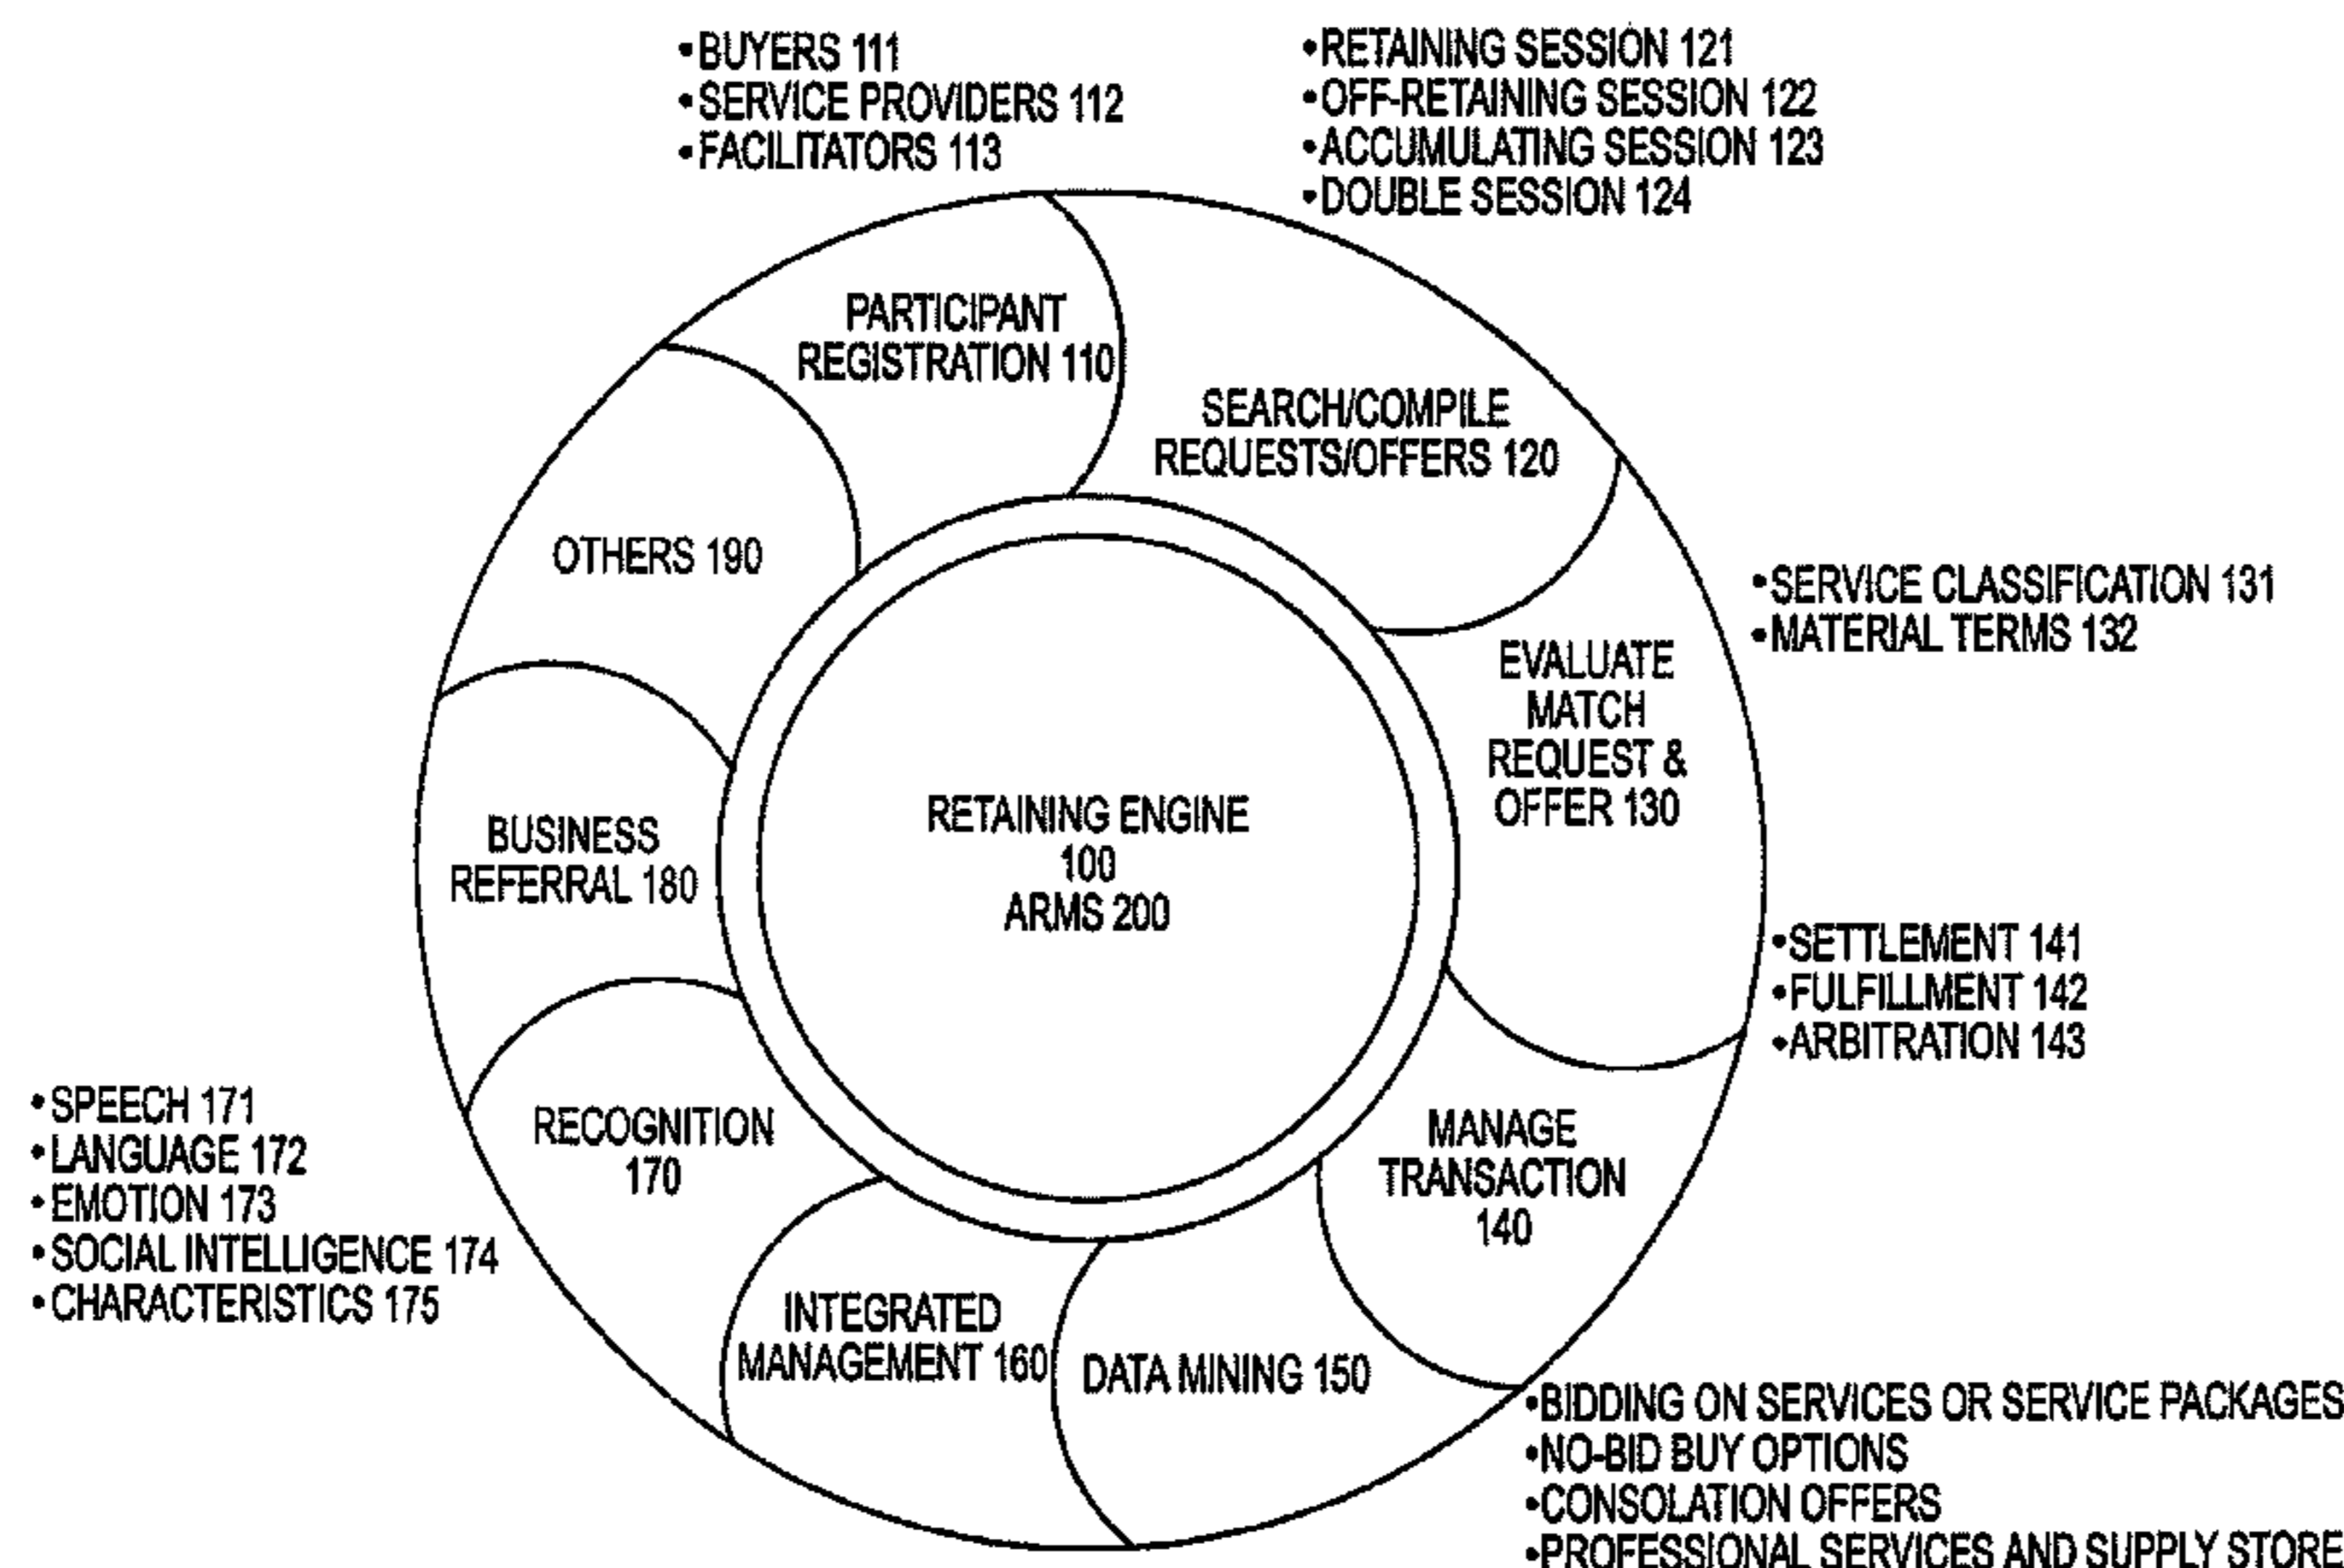 •BUYERS 111
•SERVICE PROVIDERS 112
•FACILITATORS 113
•RETAINING SESSION 121
•OFF-RETAINING SESSION 122
•ACCUMULATING SESSION 123
•DOUBLE SESSION 124
PARTICIPANT
REGISTRATION 110
SEARCH/COMPILE
REQUESTS/OFFERS 120
OTHERS 190
•SERVICE CLASSIFICATION 131
•MATERIAL TERMS 132
EVALUATE
MATCH
REQUEST &
OFFER 130
RETAINING ENGINE
100
ARMS 200
BUSINESS
REFERRAL 180
•SETTLEMENT 141
•FULFILLMENT 142
•ARBITRATION 143
•SPEECH 171
•LANGUAGE 172
•EMOTION 173
•SOCIAL INTELLIGENCE 174
•CHARACTERISTICS 175
RECOGNITION
170
MANAGE
TRANSACTION
140
INTEGRATED
MANAGEMENT 160
DATA MINING 150
•BIDDING ON SERVICES OR SERVICE PACKAGES
•NO-BID BUY OPTIONS
•CONSOLATION OFFERS
•PROFESSIONAL SERVICES AND SUPPLY STORE